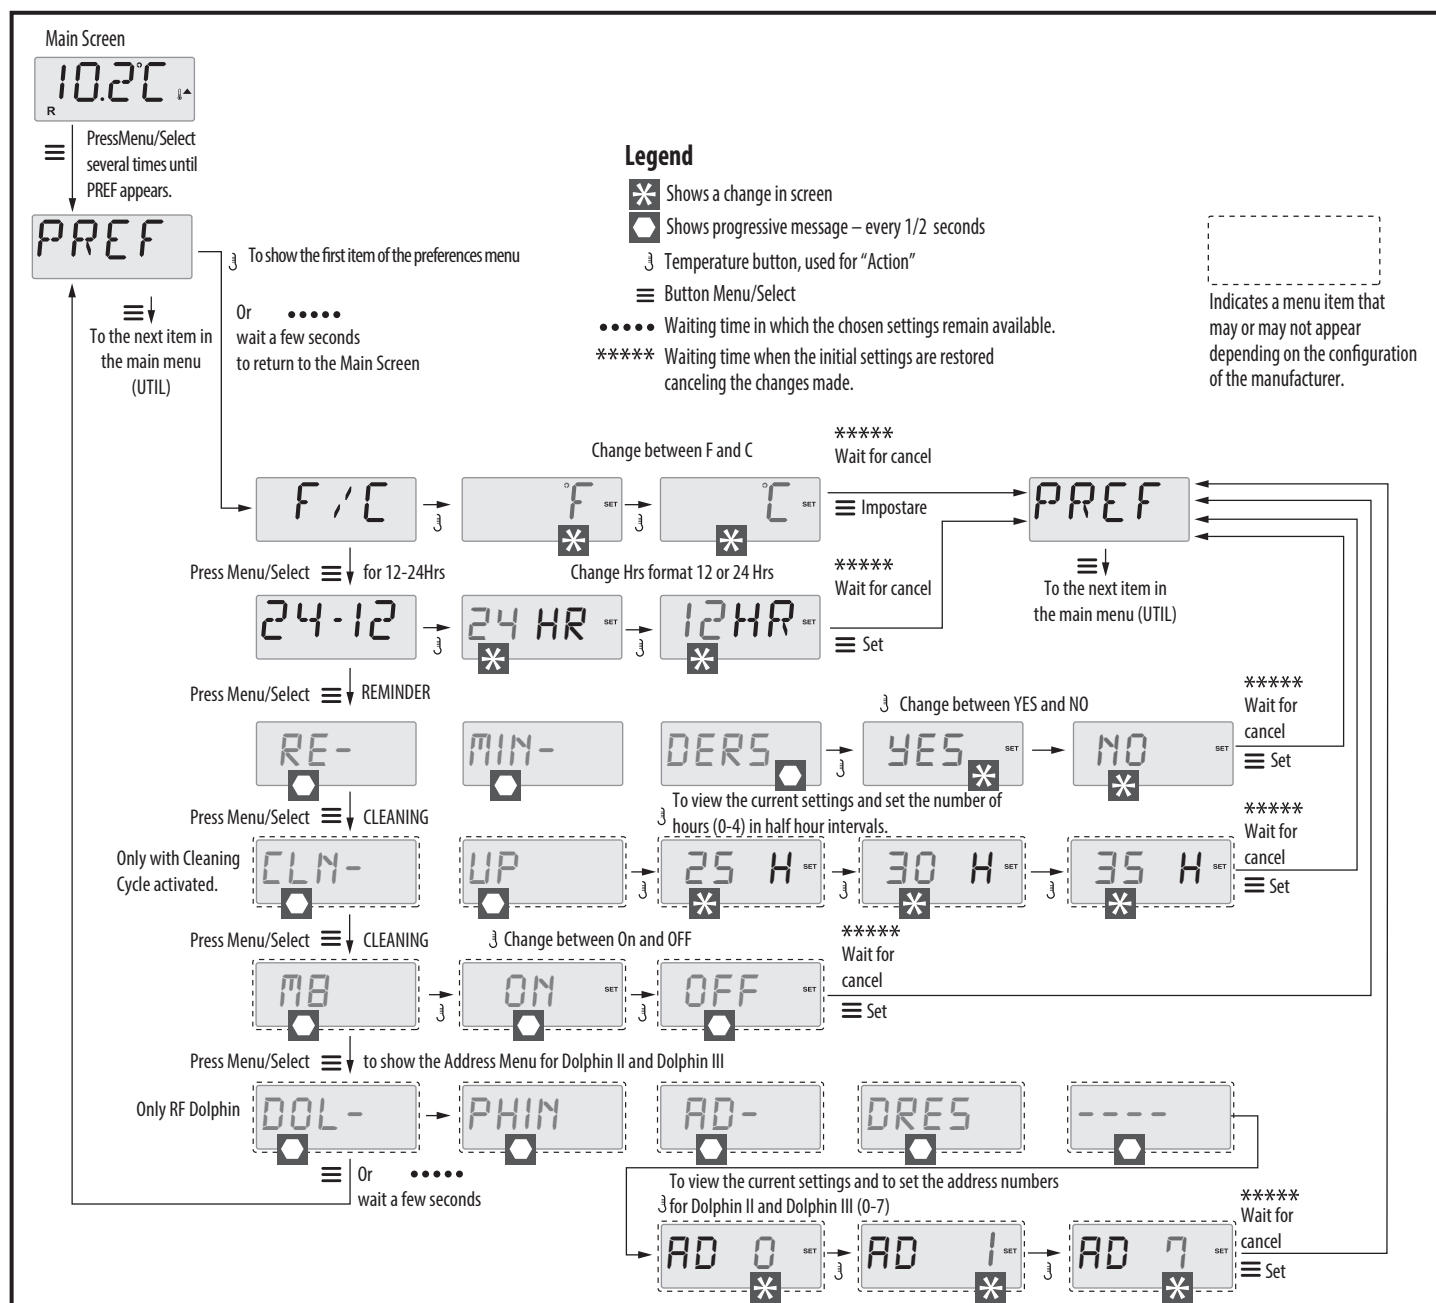 Main Screen
10.2°C
R
PressMenu/Select
several times until
PREF appears.
PREF
To show the first item of the preferences menu
Or •••••
wait a few seconds
to return to the Main Screen
To the next item in
the main menu
(UTIL)
Legend
Shows a change in screen
Shows progressive message – every 1/2 seconds
Temperature button, used for “Action”
Button Menu/Select
••••• Waiting time in which the chosen settings remain available.
***** Waiting time when the initial settings are restored
canceling the changes made.
Indicates a menu item that
may or may not appear
depending on the configuration
of the manufacturer.
Change between F and C
*****
Wait for cancel
F/C
°F SET
°C SET
Impostare
PREF
To the next item in
the main menu (UTIL)
Press Menu/Select for 12-24Hrs
Change Hrs format 12 or 24 Hrs
*****
Wait for cancel
24-12
24 HR SET
12HR SET
Set
Press Menu/Select REMINDER
Change between YES and NO
*****
Wait for
cancel
Set
RE-
MIN-
DERS
YES SET
NO SET
Press Menu/Select CLEANING
To view the current settings and set the number of
hours (0-4) in half hour intervals.
*****
Wait for
cancel
Set
Only with Cleaning
Cycle activated.
CLN-
UP
25 H SET
30 H SET
35 H SET
Press Menu/Select CLEANING
Change between On and OFF
*****
Wait for
cancel
Set
M8
ON SET
OFF SET
Press Menu/Select to show the Address Menu for Dolphin II and Dolphin III
Only RF Dolphin
DOL-
PHIN
AD-
DRES
----
Or •••••
wait a few seconds
To view the current settings and to set the address numbers
for Dolphin II and Dolphin III (0-7)
*****
Wait for
cancel
Set
AD 0 SET
AD 1 SET
AD 7 SET